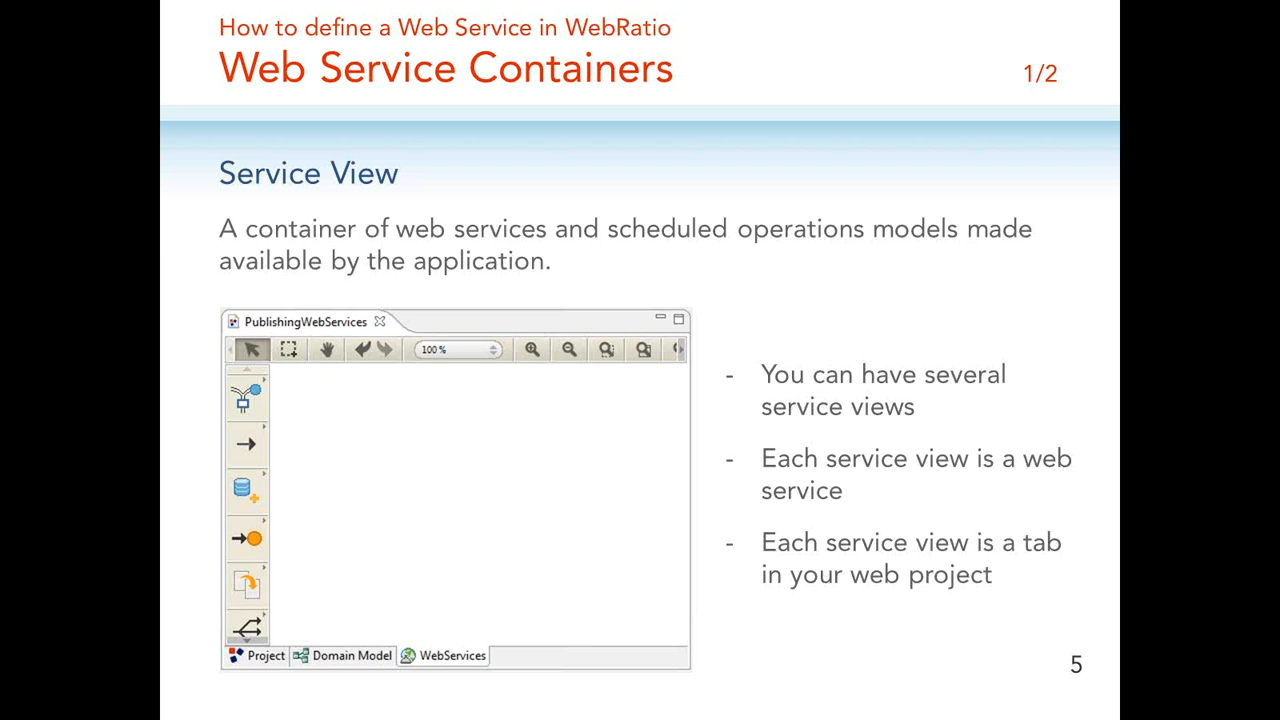 How to define a Web Service in WebRatio
Web Service Containers
1/2
Service View
A container of web services and scheduled operations models made
available by the application.
PublishingWebServices
100%
- You can have several
service views
- Each service view is a web
service
- Each service view is a tab
in your web project
Project Domain Model WebServices
5